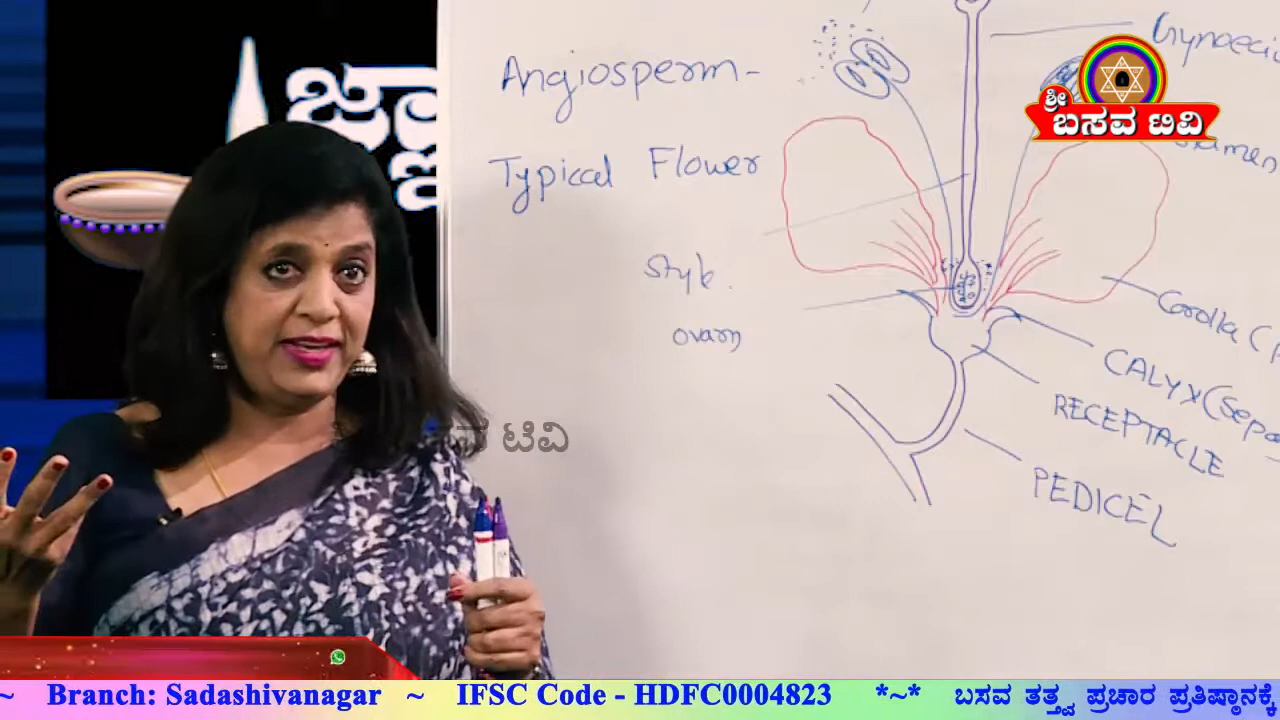 Angiosperm -
Typical Flower
Style.
ovary
Gynoeci
Stamen
Corolla (p
CALYX (Sepa
RECEPTACLE
PEDICEL
ಜ್ಞಾ
ಶ್ರೀ
ಬಸವ ಟಿವಿ
ವ ಟಿವಿ
~ Branch: Sadashivanagar ~ IFSC Code - HDFC0004823 *~* ಬಸವ ತತ್ತ್ವ ಪ್ರಚಾರ ಪ್ರತಿಷ್ಠಾನಕ್ಕೆ